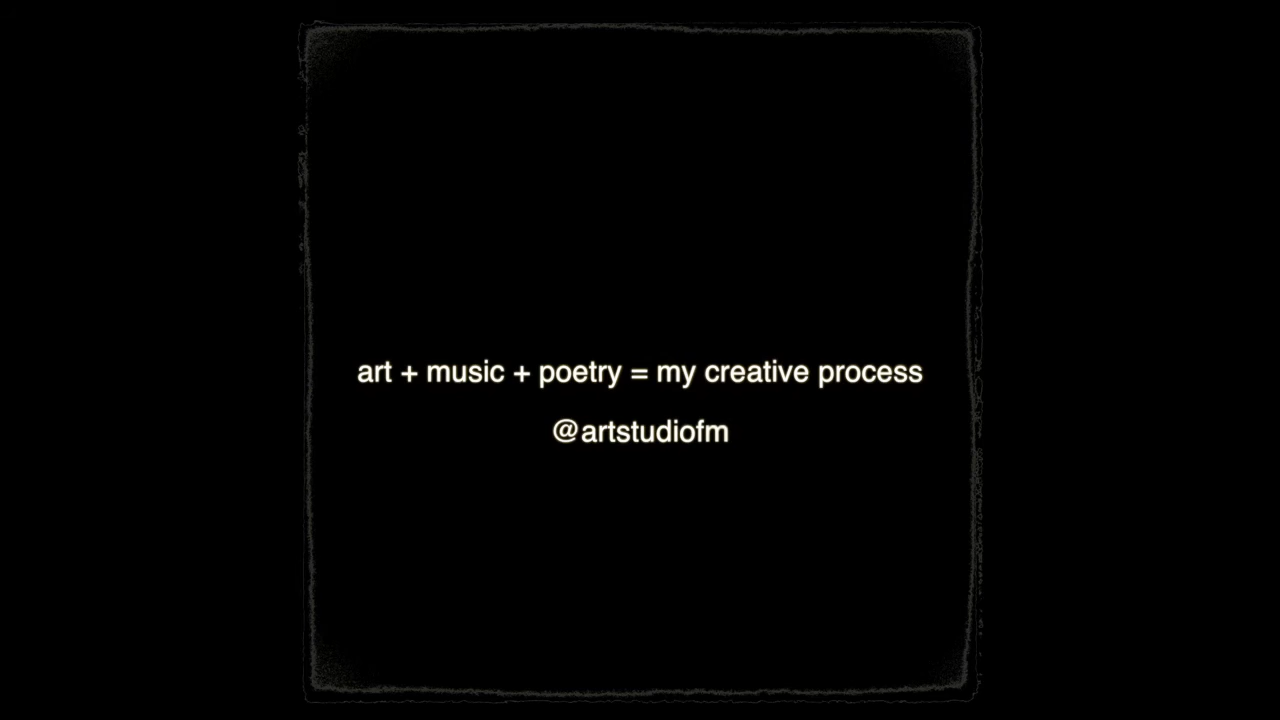 art + music + poetry = my creative process
@artstudiofm